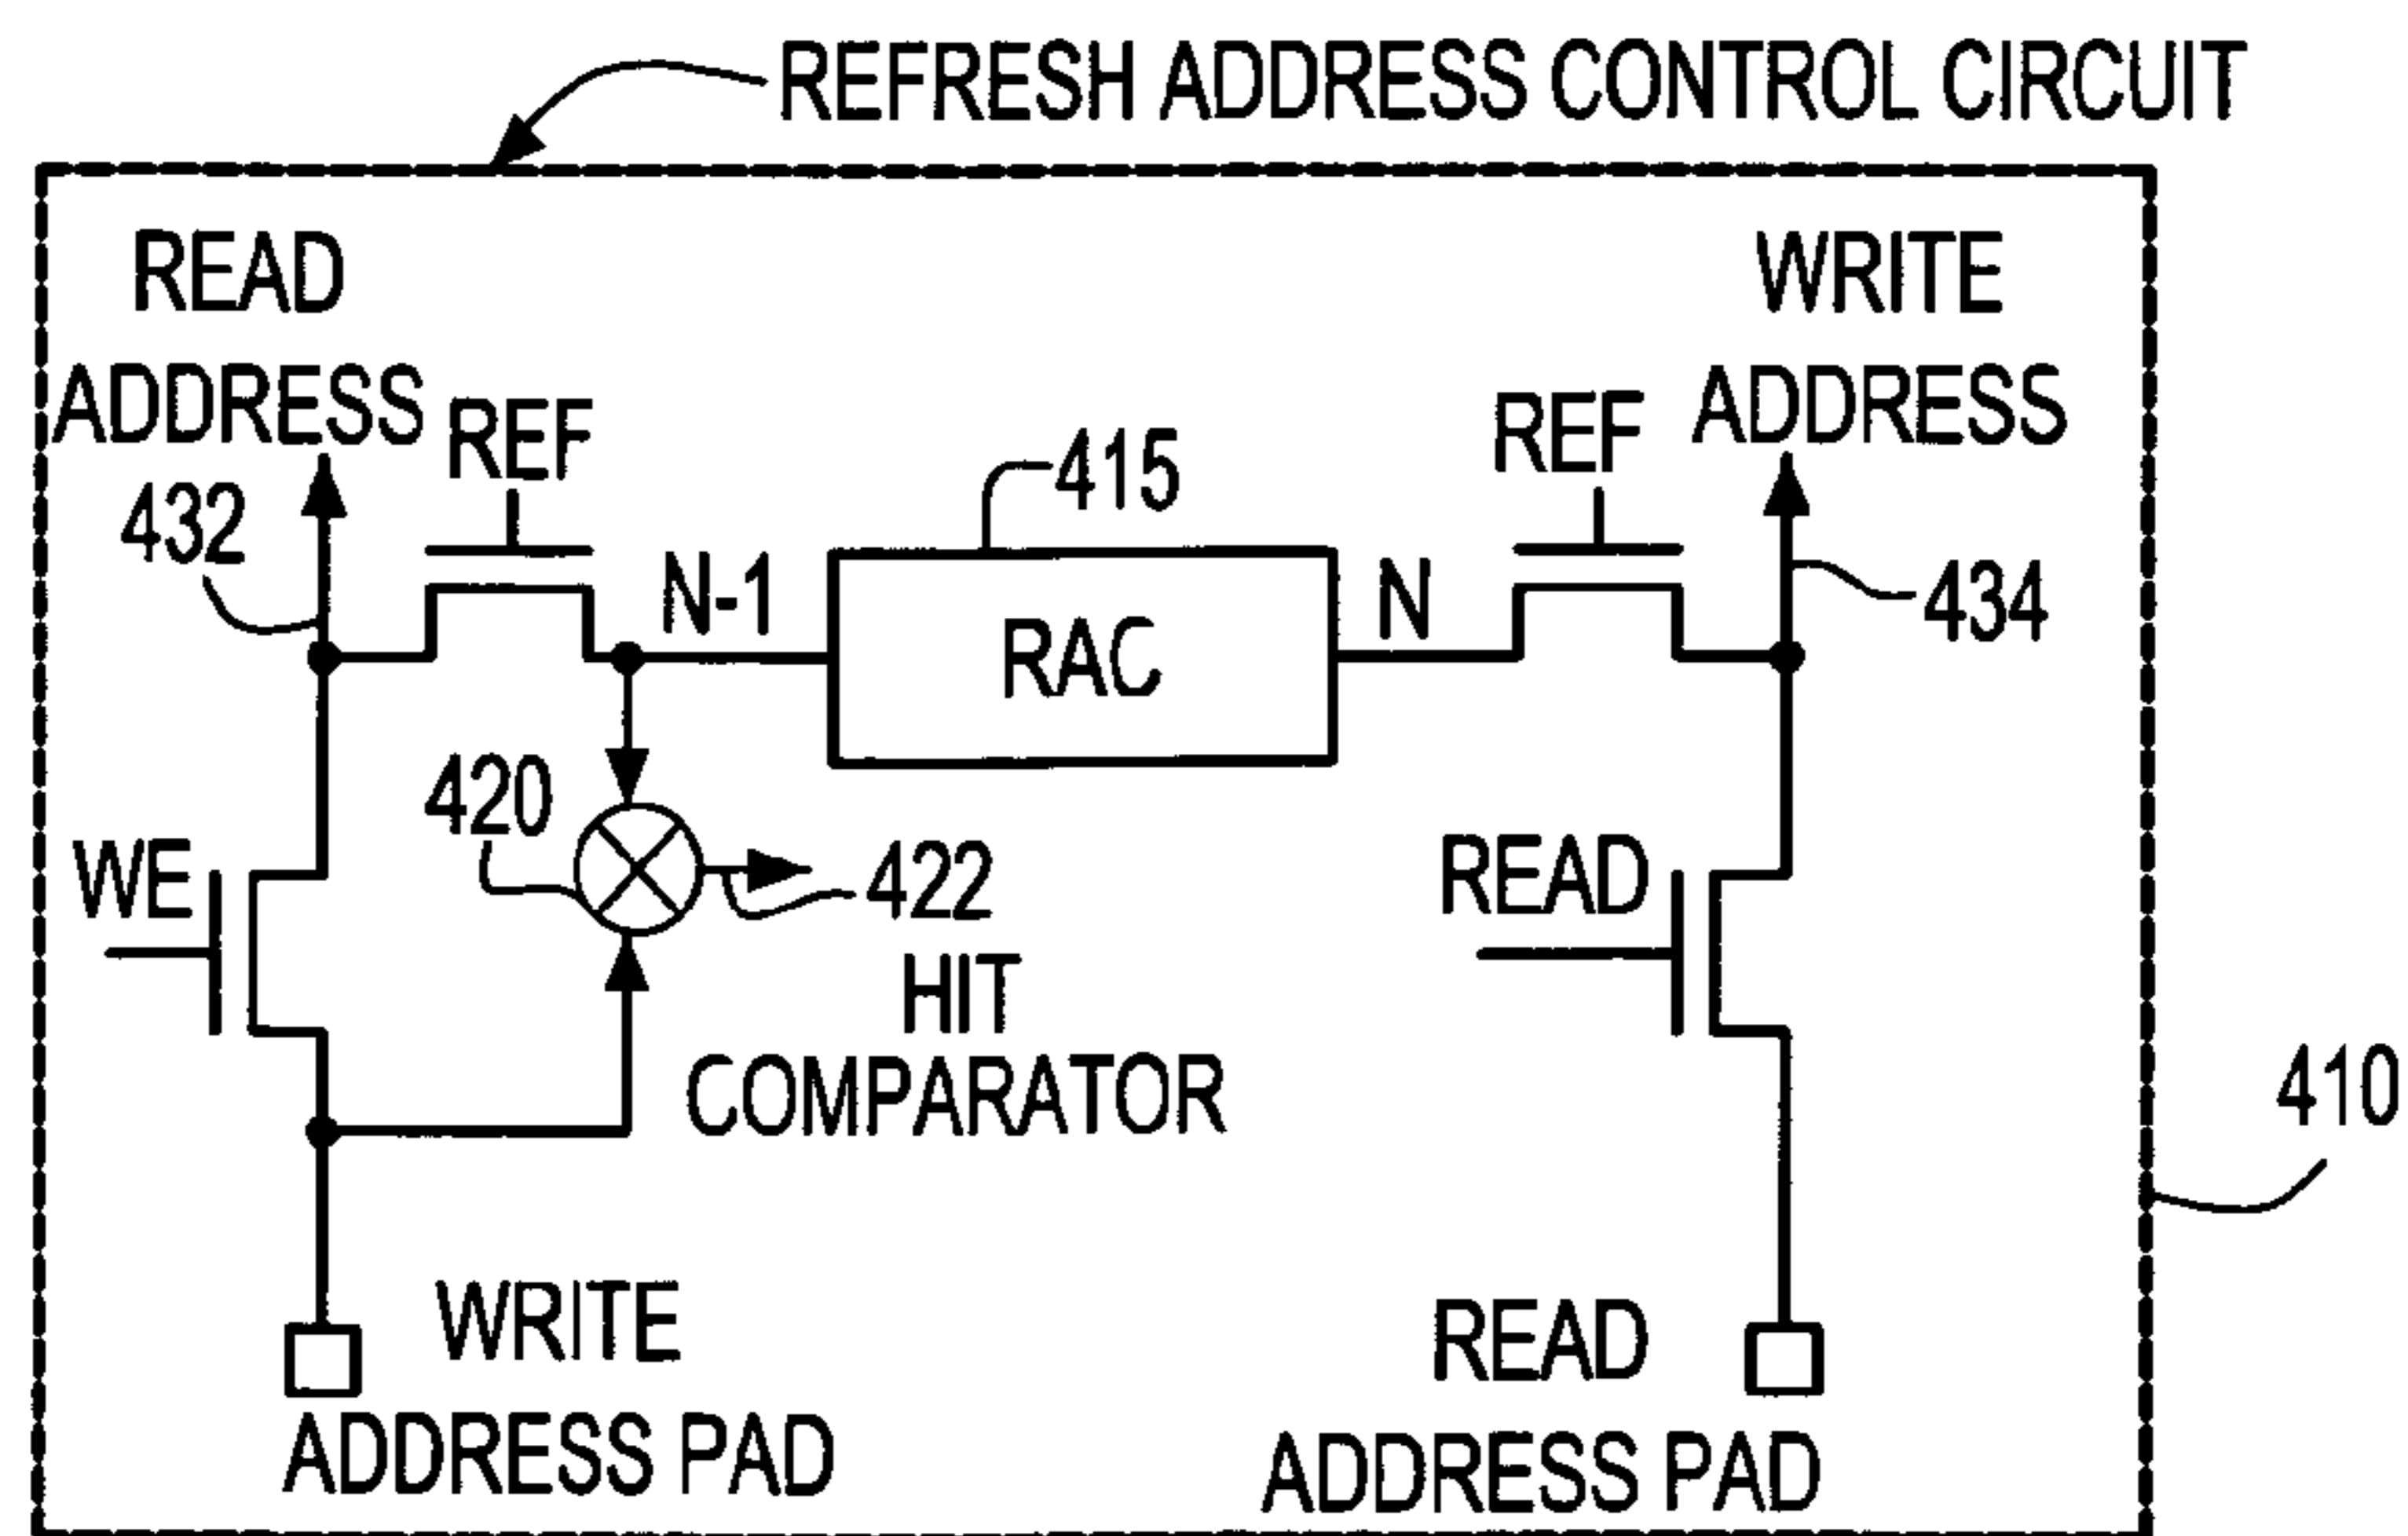 REFRESH ADDRESS CONTROL CIRCUIT
READ
ADDRESS
WRITE
ADDRESS
REF
REF
432
415
434
N-1
RAC
N
420
WE
422
READ
HIT
COMPARATOR
410
WRITE
ADDRESS PAD
READ
ADDRESS PAD